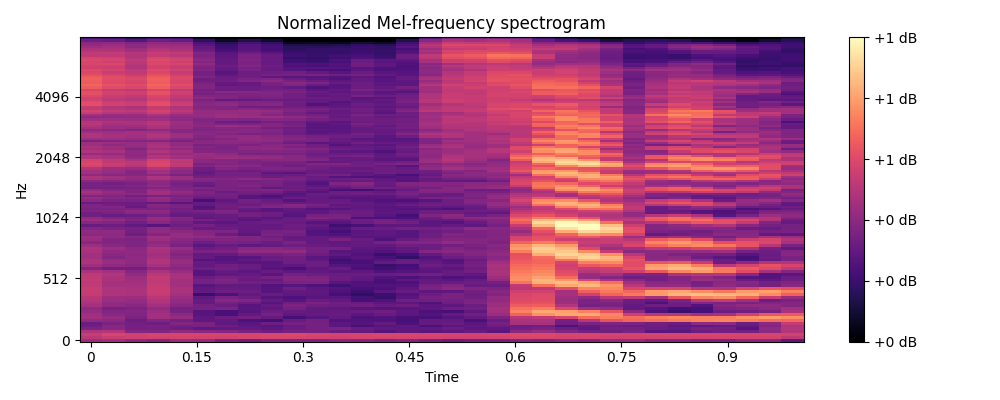 Normalized Mel-frequency spectrogram
Hz
4096
2048
1024
512
0
0 0.15 0.3 0.45 0.6 0.75 0.9
Time
+1 dB
+1 dB
+1 dB
+0 dB
+0 dB
+0 dB